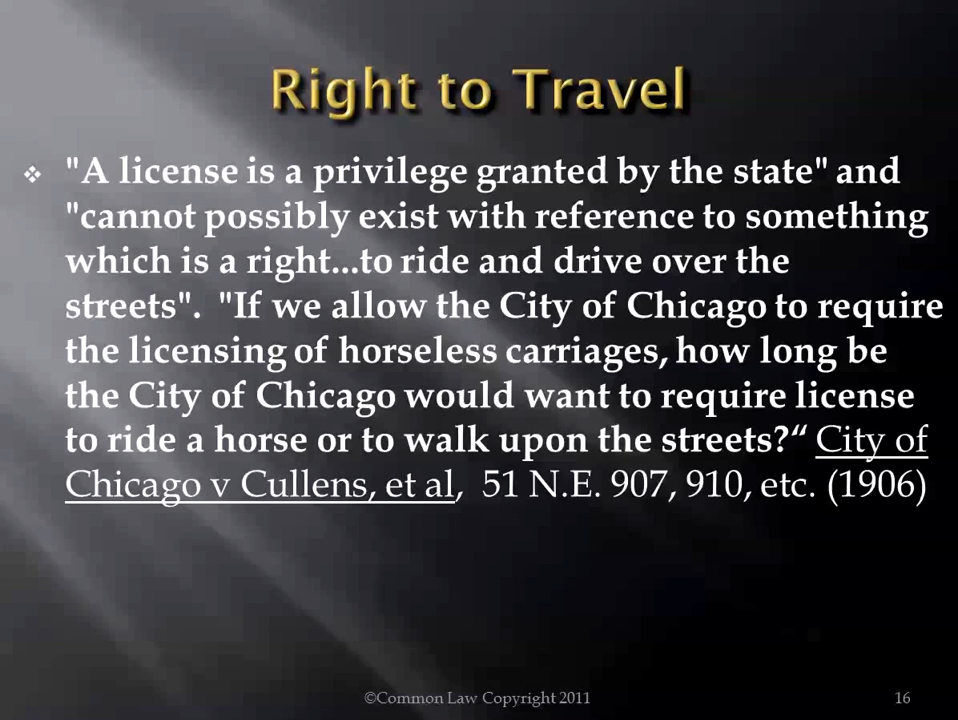 Right to Travel
❖ "A license is a privilege granted by the state" and
"cannot possibly exist with reference to something
which is a right...to ride and drive over the
streets".  "If we allow the City of Chicago to require
the licensing of horseless carriages, how long be
the City of Chicago would want to require license
to ride a horse or to walk upon the streets?“ City of
Chicago v Cullens, et al,  51 N.E. 907, 910, etc. (1906)
©Common Law Copyright 2011
16